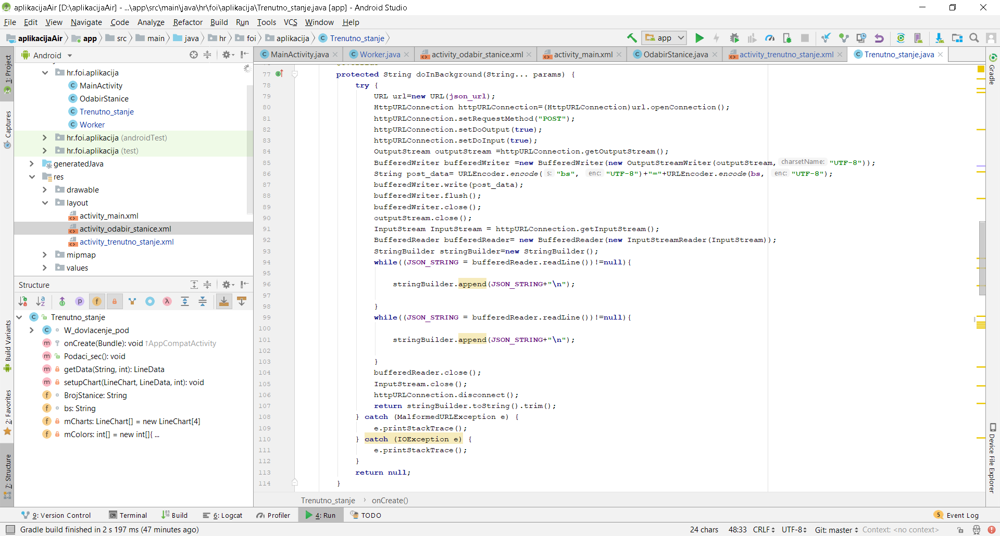 aplikacijaAir [D:\aplikacijaAir] - ...\app\src\main\java\hr\foi\aplikacija\Trenutno_stanje.java [app] - Android Studio
File Edit View Navigate Code Analyze Refactor Build Run Tools VCS Window Help
aplikacijaAir app src main java hr foi aplikacija Trenutno_stanje app
1: Project
Captures
Build Variants
2: Favorites
7: Structure
Android
hr.foi.aplikacija
MainActivity
OdabirStanice
Trenutno_stanje
Worker
hr.foi.aplikacija (androidTest)
hr.foi.aplikacija (test)
generatedJava
res
drawable
layout
activity_main.xml
activity_odabir_stanice.xml
activity_trenutno_stanje.xml
mipmap
values
Structure
Trenutno_stanje
W_dovlacenje_pod
onCreate(Bundle): void ↑AppCompatActivity
Podaci_sec(): void
getData(String, int): LineData
setupChart(LineChart, LineData, int): void
BrojStanice: String
bs: String
mCharts: LineChart[] = new LineChart[4]
mColors: int[] = new int[]{ ...
MainActivity.java Worker.java activity_odabir_stanice.xml activity_main.xml OdabirStanice.java activity_trenutno_stanje.xml Trenutno_stanje.java
77 protected String doInBackground(String... params) {
78 try {
79 URL url=new URL(json_url);
80 HttpURLConnection httpURLConnection=(HttpURLConnection)url.openConnection();
81 httpURLConnection.setRequestMethod("POST");
82 httpURLConnection.setDoOutput(true);
83 httpURLConnection.setDoInput(true);
84 OutputStream outputStream =httpURLConnection.getOutputStream();
85 BufferedWriter bufferedWriter =new BufferedWriter(new OutputStreamWriter(outputStream, charsetName: "UTF-8"));
86 String post_data= URLEncoder.encode( s: "bs", enc: "UTF-8")+"="+URLEncoder.encode(bs, enc: "UTF-8");
87 bufferedWriter.write(post_data);
88 bufferedWriter.flush();
89 bufferedWriter.close();
90 outputStream.close();
91 InputStream InputStream = httpURLConnection.getInputStream();
92 BufferedReader bufferedReader= new BufferedReader(new InputStreamReader(InputStream));
93 StringBuilder stringBuilder=new StringBuilder();
94 while((JSON_STRING = bufferedReader.readLine())!=null){
95
96 stringBuilder.append(JSON_STRING+"\n");
97
98 }
99 while((JSON_STRING = bufferedReader.readLine())!=null){
100
101 stringBuilder.append(JSON_STRING+"\n");
102
103 }
104 bufferedReader.close();
105 InputStream.close();
106 httpURLConnection.disconnect();
107 return stringBuilder.toString().trim();
108 } catch (MalformedURLException e) {
109 e.printStackTrace();
110 } catch (IOException e) {
111 e.printStackTrace();
112 }
113 return null;
114 }
Trenutno_stanje › onCreate()
Gradle
Device File Explorer
9: Version Control Terminal Build 6: Logcat Profiler 4: Run TODO 5 Event Log
Gradle build finished in 2 s 197 ms (47 minutes ago) 24 chars 48:33 CRLF UTF-8 Git: master Context: <no context>